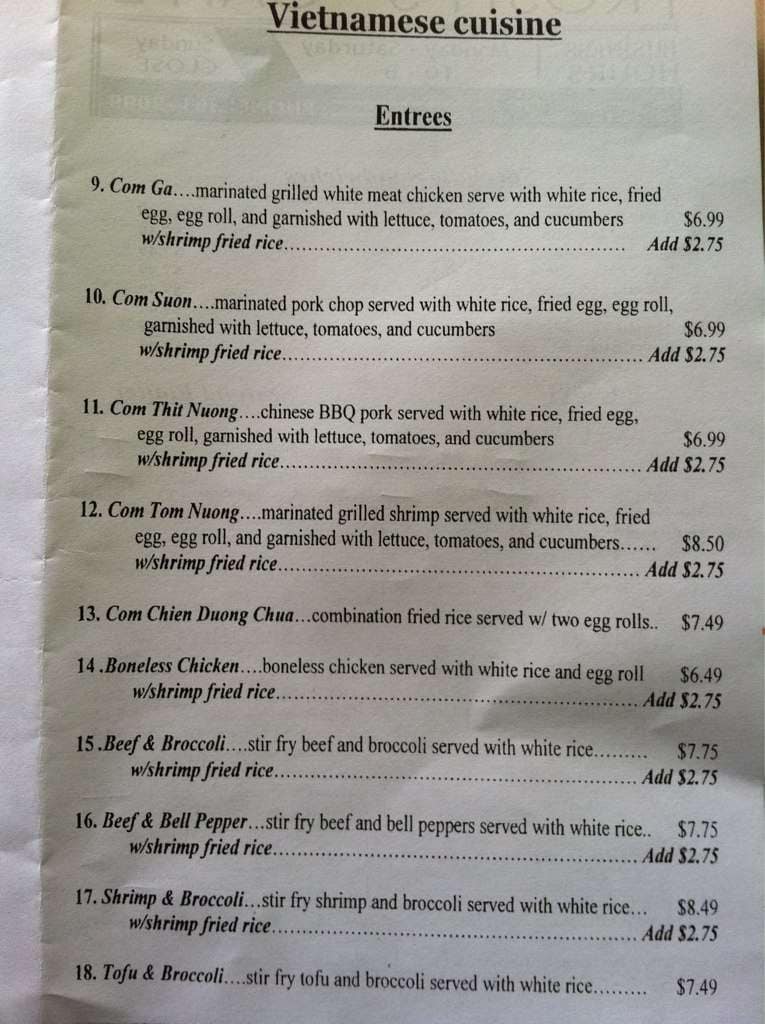 Vietnamese cuisine
Entrees
9. Com Ga....marinated grilled white meat chicken serve with white rice, fried
egg, egg roll, and garnished with lettuce, tomatoes, and cucumbers $6.99
w/shrimp fried rice.......................................................... Add $2.75
10. Com Suon....marinated pork chop served with white rice, fried egg, egg roll,
garnished with lettuce, tomatoes, and cucumbers $6.99
w/shrimp fried rice.............................................................. Add $2.75
11. Com Thit Nuong....chinese BBQ pork served with white rice, fried egg,
egg roll, garnished with lettuce, tomatoes, and cucumbers $6.99
w/shrimp fried rice.............................................................. Add $2.75
12. Com Tom Nuong....marinated grilled shrimp served with white rice, fried
egg, egg roll, and garnished with lettuce, tomatoes, and cucumbers...... $8.50
w/shrimp fried rice.............................................................. Add $2.75
13. Com Chien Duong Chua...combination fried rice served w/ two egg rolls.. $7.49
14 .Boneless Chicken....boneless chicken served with white rice and egg roll $6.49
w/shrimp fried rice.............................................................. Add $2.75
15 .Beef & Broccoli....stir fry beef and broccoli served with white rice......... $7.75
w/shrimp fried rice.............................................................. Add $2.75
16. Beef & Bell Pepper...stir fry beef and bell peppers served with white rice.. $7.75
w/shrimp fried rice.............................................................. Add $2.75
17. Shrimp & Broccoli...stir fry shrimp and broccoli served with white rice... $8.49
w/shrimp fried rice.............................................................. Add $2.75
18. Tofu & Broccoli....stir fry tofu and broccoli served with white rice......... $7.49